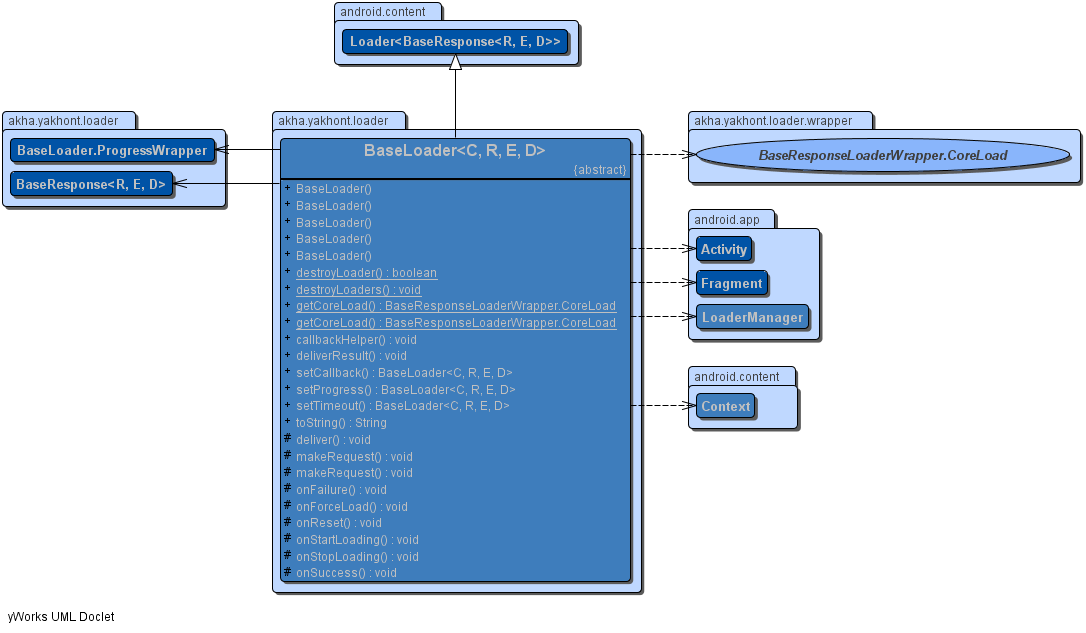 android.content
Loader<BaseResponse<R, E, D>>
akha.yakhont.loader
BaseLoader.ProgressWrapper
BaseResponse<R, E, D>
akha.yakhont.loader
BaseLoader<C, R, E, D>
{abstract}
+ BaseLoader()
+ BaseLoader()
+ BaseLoader()
+ BaseLoader()
+ BaseLoader()
+ destroyLoader() : boolean
+ destroyLoaders() : void
+ getCoreLoad() : BaseResponseLoaderWrapper.CoreLoad
+ getCoreLoad() : BaseResponseLoaderWrapper.CoreLoad
+ callbackHelper() : void
+ deliverResult() : void
+ setCallback() : BaseLoader<C, R, E, D>
+ setProgress() : BaseLoader<C, R, E, D>
+ setTimeout() : BaseLoader<C, R, E, D>
+ toString() : String
# deliver() : void
# makeRequest() : void
# makeRequest() : void
# onFailure() : void
# onForceLoad() : void
# onReset() : void
# onStartLoading() : void
# onStopLoading() : void
# onSuccess() : void
akha.yakhont.loader.wrapper
BaseResponseLoaderWrapper.CoreLoad
android.app
Activity
Fragment
LoaderManager
android.content
Context
yWorks UML Doclet